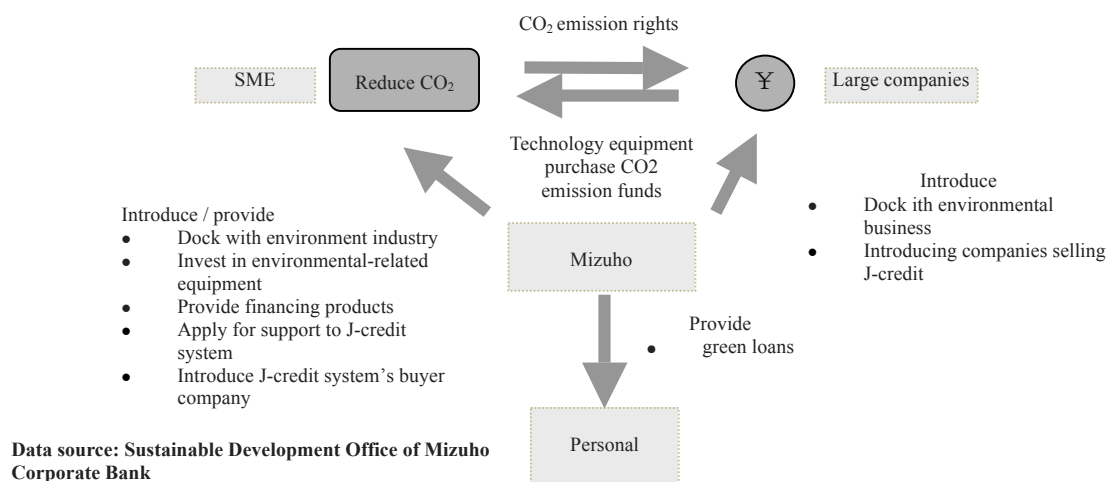 CO2 emission rights
SME
Reduce CO2
¥
Large companies
Technology equipment
purchase CO2
emission funds
Introduce / provide
● Dock with environment industry
● Invest in environmental-related
equipment
● Provide financing products
● Apply for support to J-credit
system
● Introduce J-credit system’s buyer
company
Mizuho
Introduce
● Dock ith environmental
business
● Introducing companies selling
J-credit
Provide
● green loans
Personal
Data source: Sustainable Development Office of Mizuho
Corporate Bank